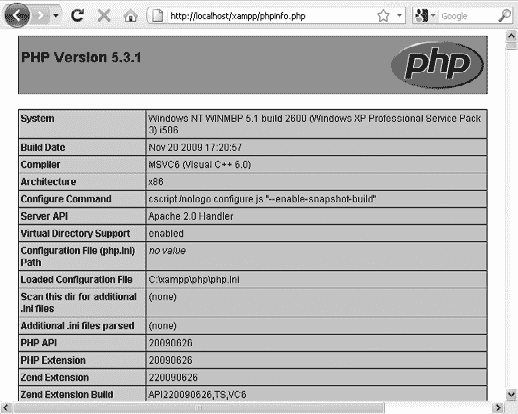 http://localhost/xampp/phpinfo.php
Google
PHP Version 5.3.1
php
System
Windows NT WINMBP 5.1 build 2600 (Windows XP Professional Service Pack
3) i586
Build Date
Nov 20 2009 17:20:57
Compiler
MSVC6 (Visual C++ 6.0)
Architecture
x86
Configure Command
cscript /nologo configure.js "--enable-snapshot-build"
Server API
Apache 2.0 Handler
Virtual Directory Support
enabled
Configuration File (php.ini)
Path
no value
Loaded Configuration File
C:\xampp\php\php.ini
Scan this dir for additional
.ini files
(none)
Additional .ini files parsed
(none)
PHP API
20090626
PHP Extension
20090626
Zend Extension
220090626
Zend Extension Build
API220090626,TS,VC6